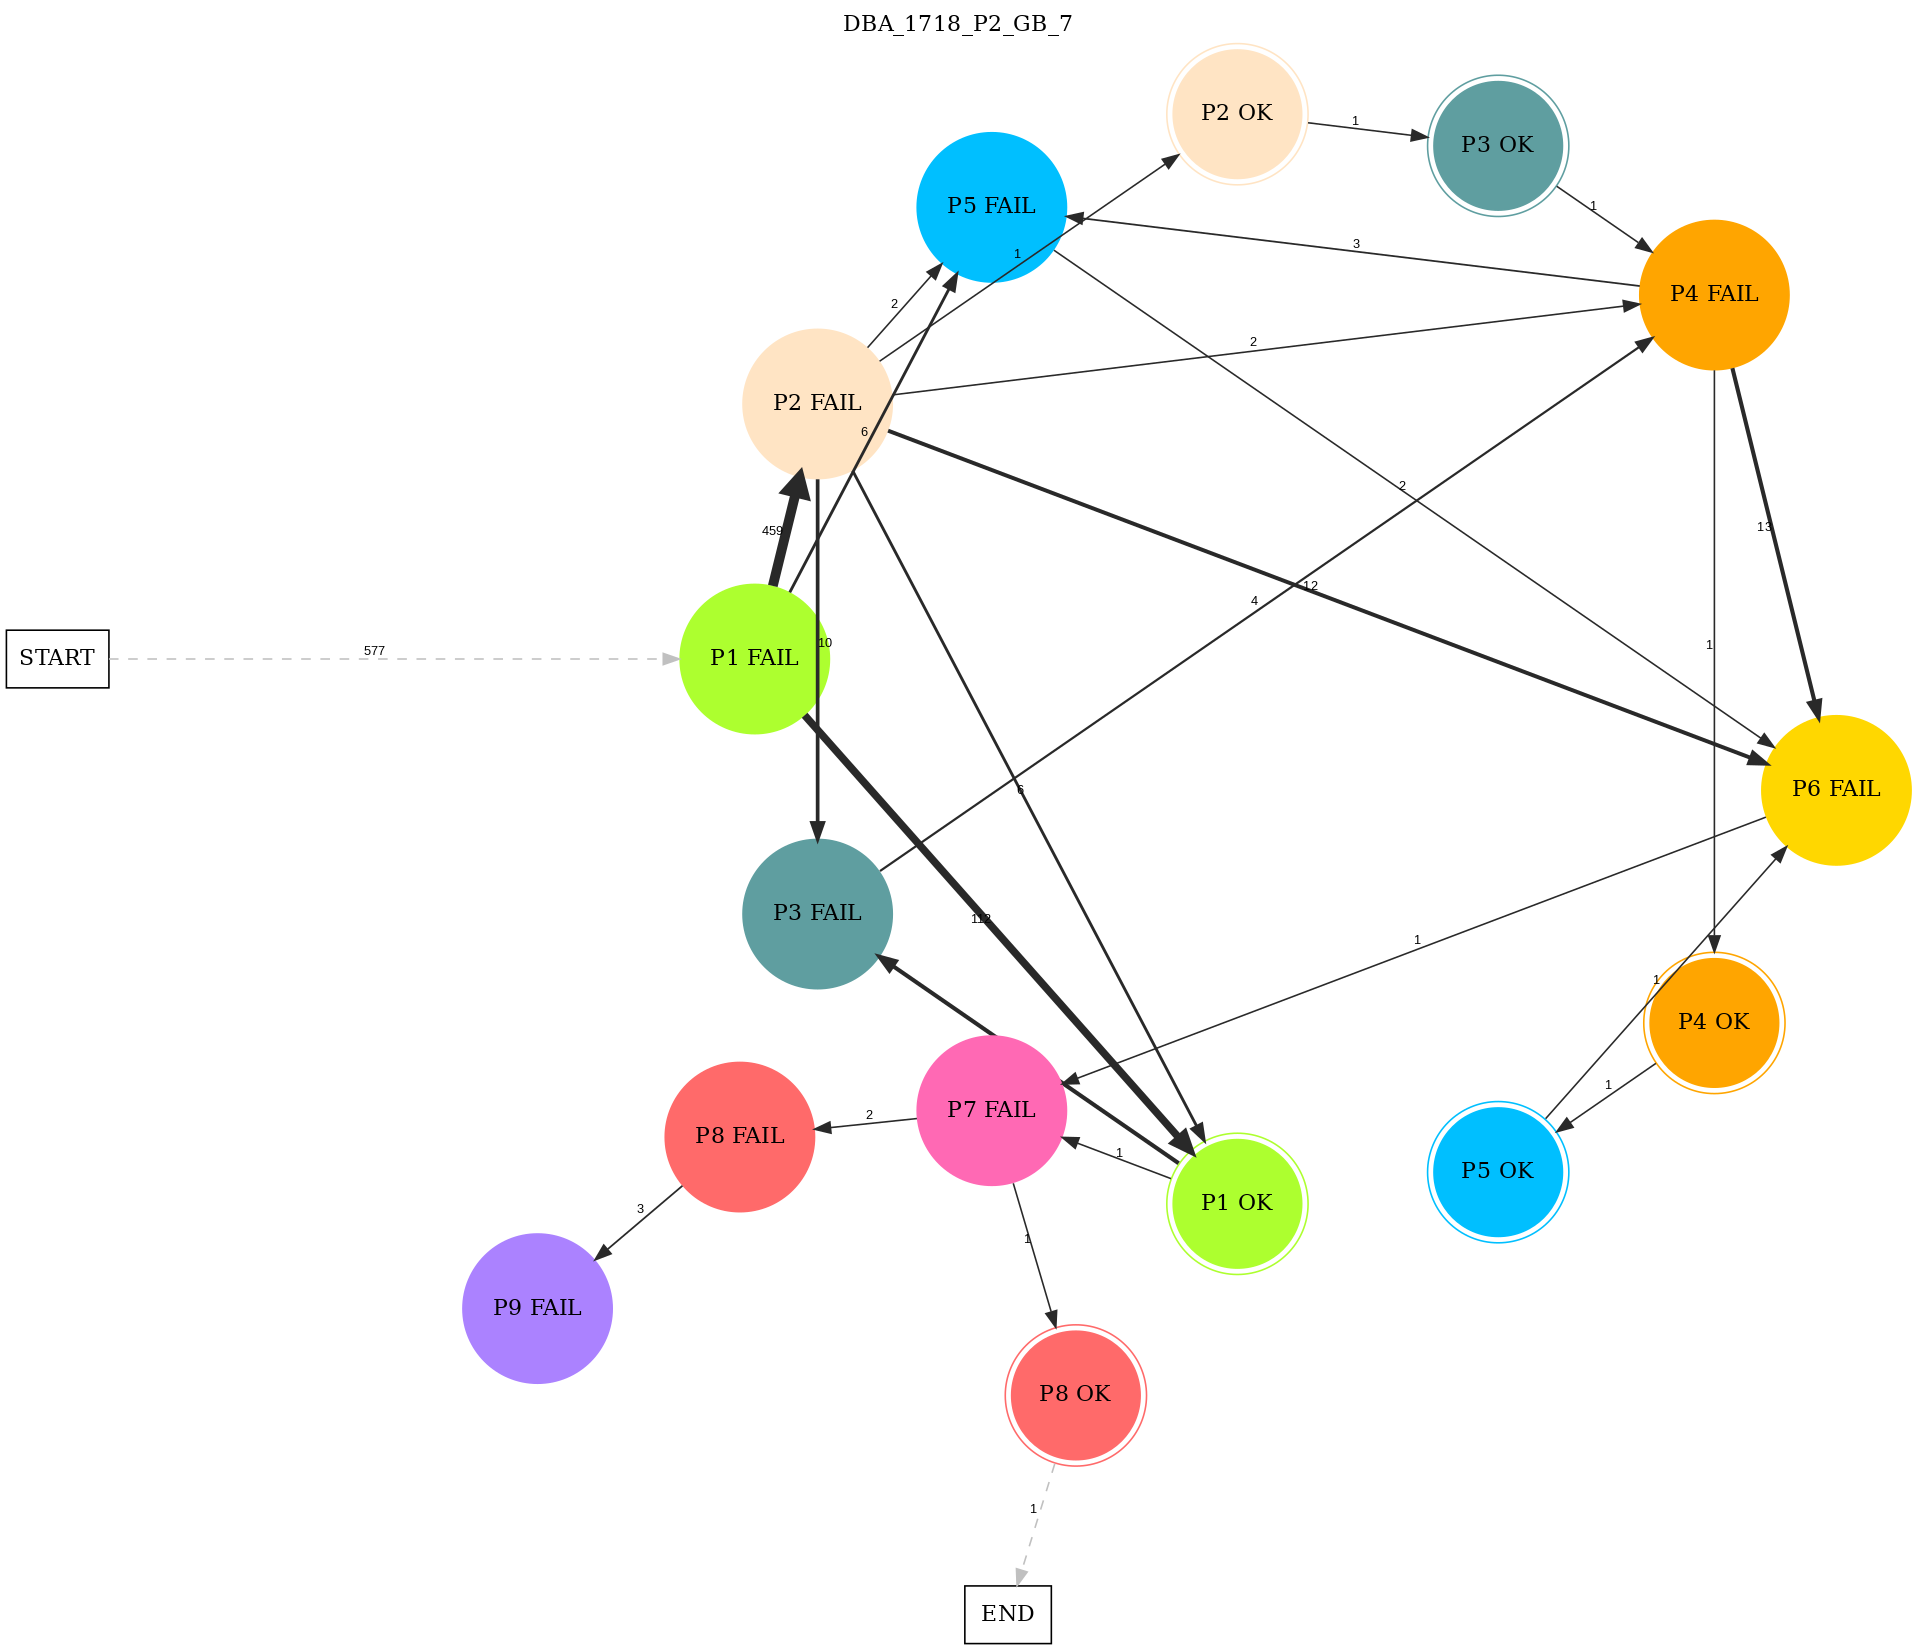 DBA_1718_P2_GB_7
P2 OK
1
P3 OK
P5 FAIL
1
3
1
P4 FAIL
2
2
P2 FAIL
6
2
459
13
12
4
10
1
577
START
P1 FAIL
6
P6 FAIL
112
P3 FAIL
1
1
P4 OK
1
P7 FAIL
2
P8 FAIL
1
P5 OK
P1 OK
3
1
P9 FAIL
P8 OK
1
END